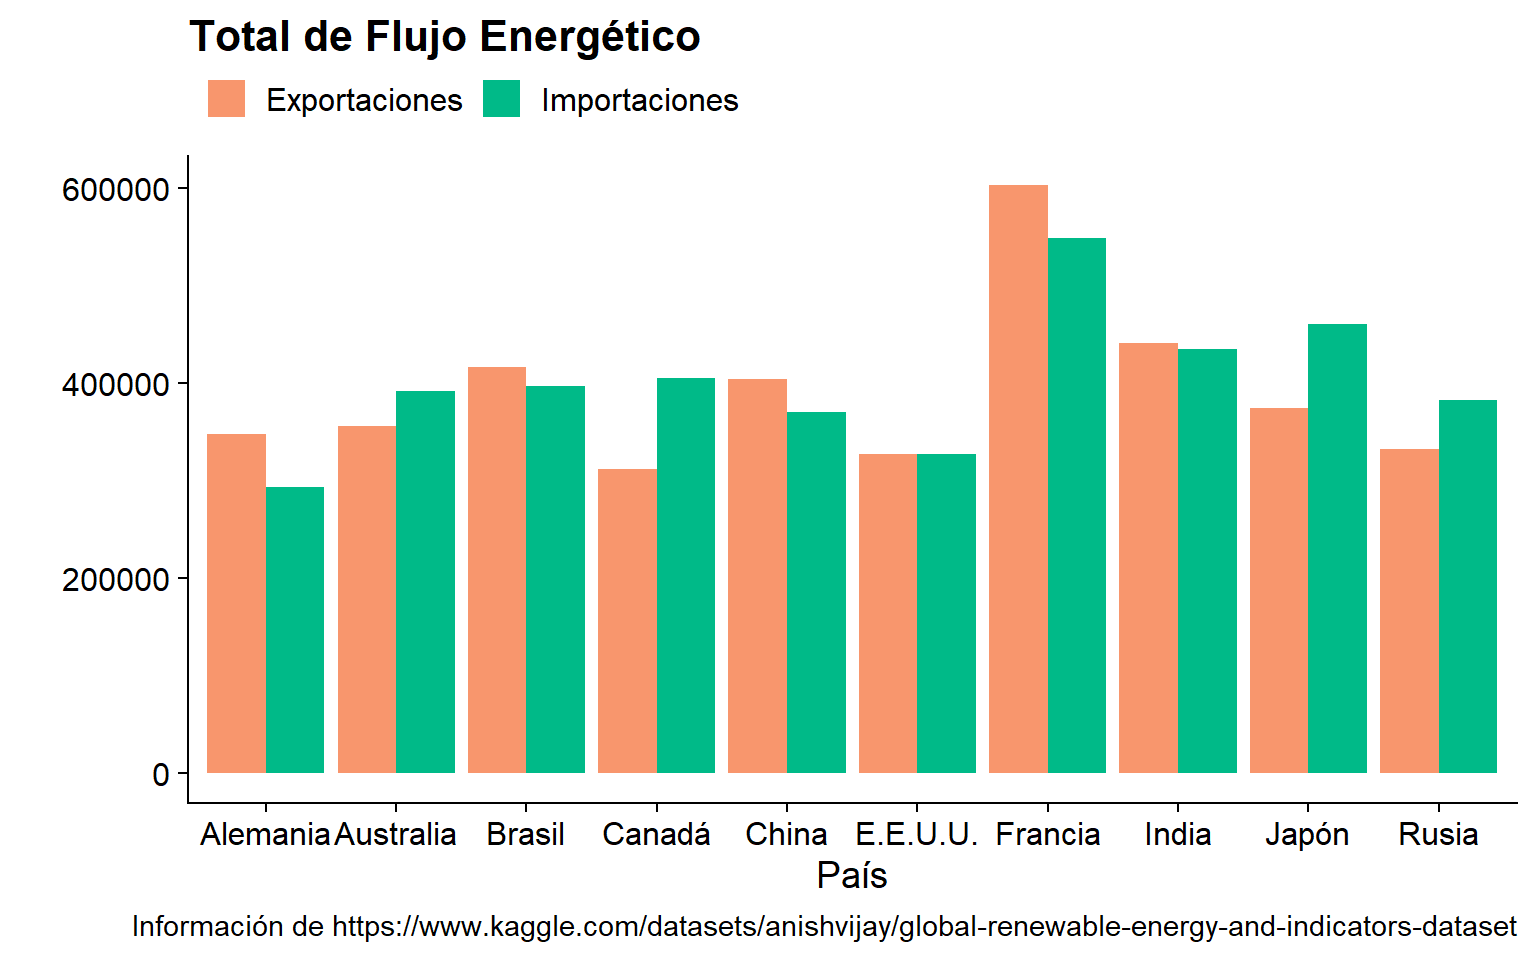 Total de Flujo Energético
Exportaciones Importaciones
600000
400000
200000
0
Alemania Australia Brasil Canadá China E.E.U.U. Francia India Japón Rusia
País
Información de https://www.kaggle.com/datasets/anishvijay/global-renewable-energy-and-indicators-dataset